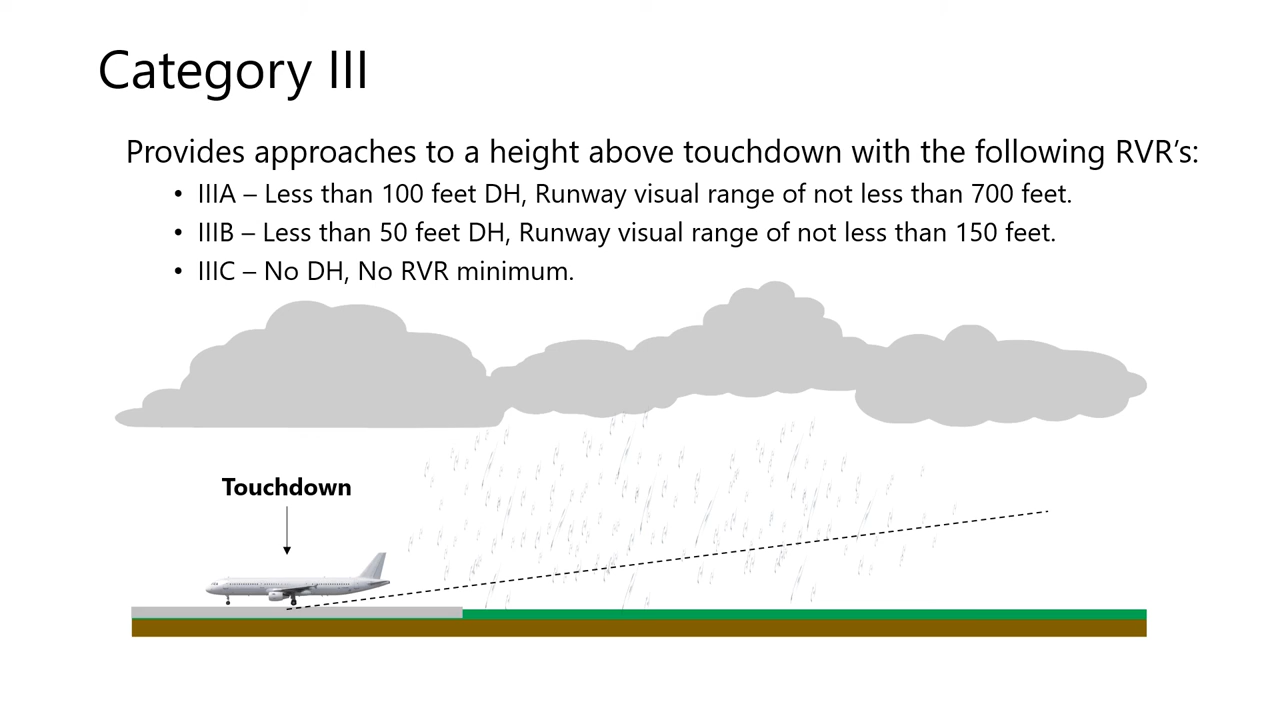 Category III
Provides approaches to a height above touchdown with the following RVR’s:
• IIIA – Less than 100 feet DH, Runway visual range of not less than 700 feet.
• IIIB – Less than 50 feet DH, Runway visual range of not less than 150 feet.
• IIIC – No DH, No RVR minimum.
Touchdown